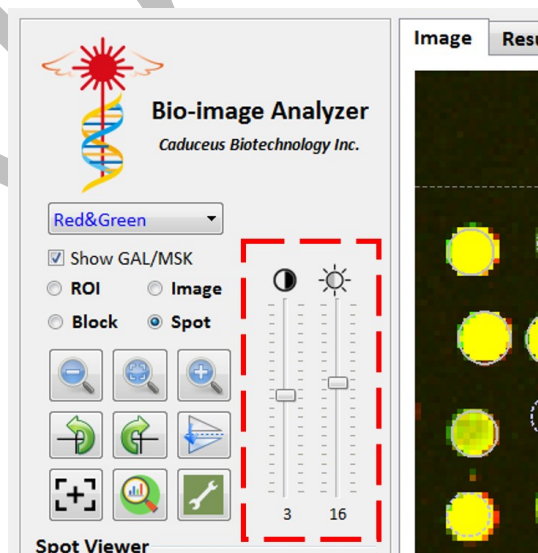 Image
Resu
Bio-image Analyzer
Caduceus Biotechnology Inc.
Red&Green
Show GAL/MSK
ROI
Image
Block
Spot
3
16
Spot Viewer